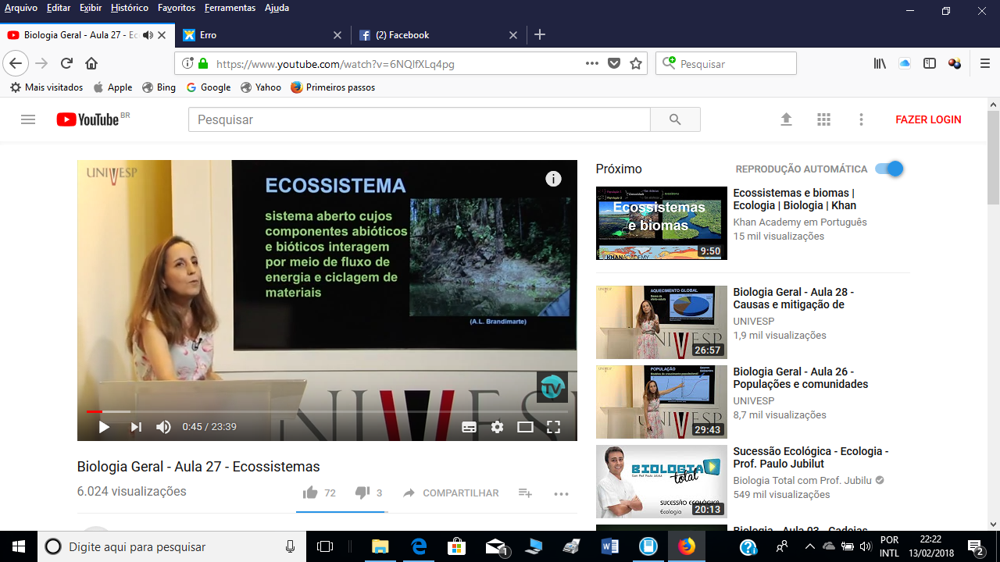 Arquivo Editar Exibir Histórico Favoritos Ferramentas Ajuda
Biologia Geral - Aula 27 - Ec
Erro
(2) Facebook
https://www.youtube.com/watch?v=6NQIfXLq4pg
Pesquisar
Mais visitados Apple Bing Google Yahoo Primeiros passos
YouTube BR
Pesquisar
FAZER LOGIN
UNIVESP
ECOSSISTEMA
sistema aberto cujos
componentes abióticos
e bióticos interagem
por meio de fluxo de
energia e ciclagem de
materiais
(A.L. Brandimarte)
TV
UNIVESP
0:45 / 23:39
Biologia Geral - Aula 27 - Ecossistemas
6.024 visualizações
72
3
COMPARTILHAR
Próximo
REPRODUÇÃO AUTOMÁTICA
Ecossistemas
e biomas
KHANACADEMY
9:50
Ecossistemas e biomas |
Ecologia | Biologia | Khan
Khan Academy em Português
15 mil visualizações
AQUECIMENTO GLOBAL
26:57
Biologia Geral - Aula 28 -
Causas e mitigação de
UNIVESP
1,9 mil visualizações
POPULAÇÃO
29:43
Biologia Geral - Aula 26 -
Populações e comunidades
UNIVESP
8,7 mil visualizações
BIOLOGIA
total
Com Prof. Paulo Jubilut
SUCESSÃO ECOLÓGICA
Ecologia
20:13
Sucessão Ecológica - Ecologia -
Prof. Paulo Jubilut
Biologia Total com Prof. Jubilu
549 mil visualizações
Biologia - Aula 03 - Cadeias
Digite aqui para pesquisar
1
POR
INTL
22:22
13/02/2018
2